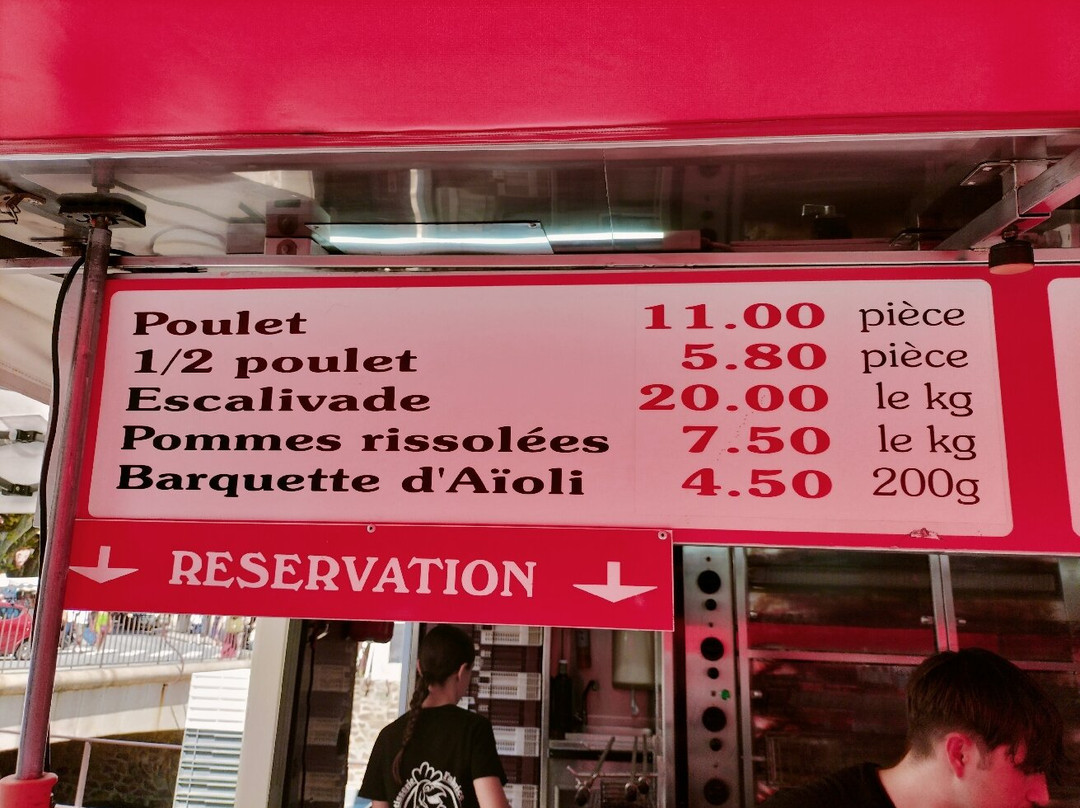 Poulet 11.00 pièce
1/2 poulet 5.80 pièce
Escalivade 20.00 le kg
Pommes rissolées 7.50 le kg
Barquette d'Aïoli 4.50 200g
RESERVATION